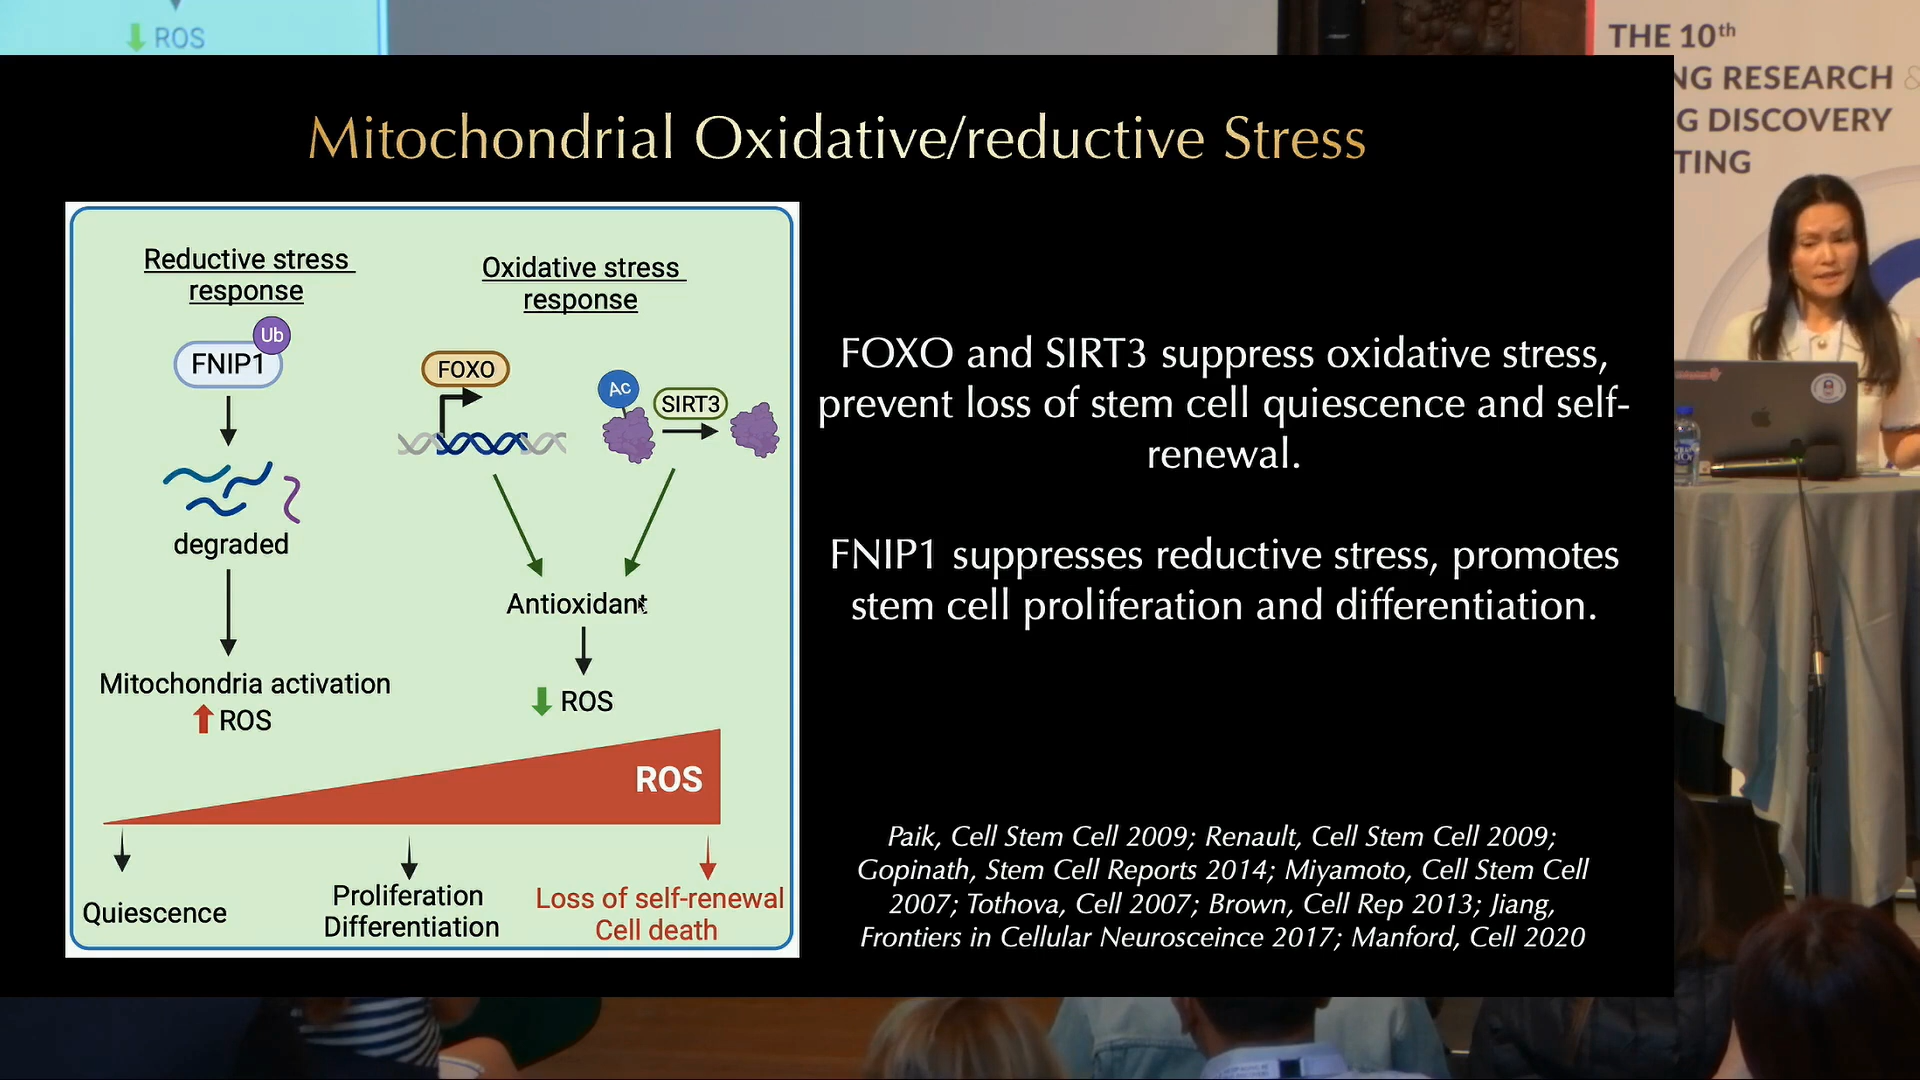 ROS
THE 10th
NG RESEARCH &
G DISCOVERY
TING
Mitochondrial Oxidative/reductive Stress
Reductive stress
response
Ub
FNIP1
degraded
Mitochondria activation
ROS
Oxidative stress
response
FOXO
Ac
SIRT3
Antioxidant
ROS
ROS
Quiescence
Proliferation
Differentiation
Loss of self-renewal
Cell death
FOXO and SIRT3 suppress oxidative stress,
prevent loss of stem cell quiescence and self-
renewal.
FNIP1 suppresses reductive stress, promotes
stem cell proliferation and differentiation.
Paik, Cell Stem Cell 2009; Renault, Cell Stem Cell 2009;
Gopinath, Stem Cell Reports 2014; Miyamoto, Cell Stem Cell
2007; Tothova, Cell 2007; Brown, Cell Rep 2013; Jiang,
Frontiers in Cellular Neurosceince 2017; Manford, Cell 2020